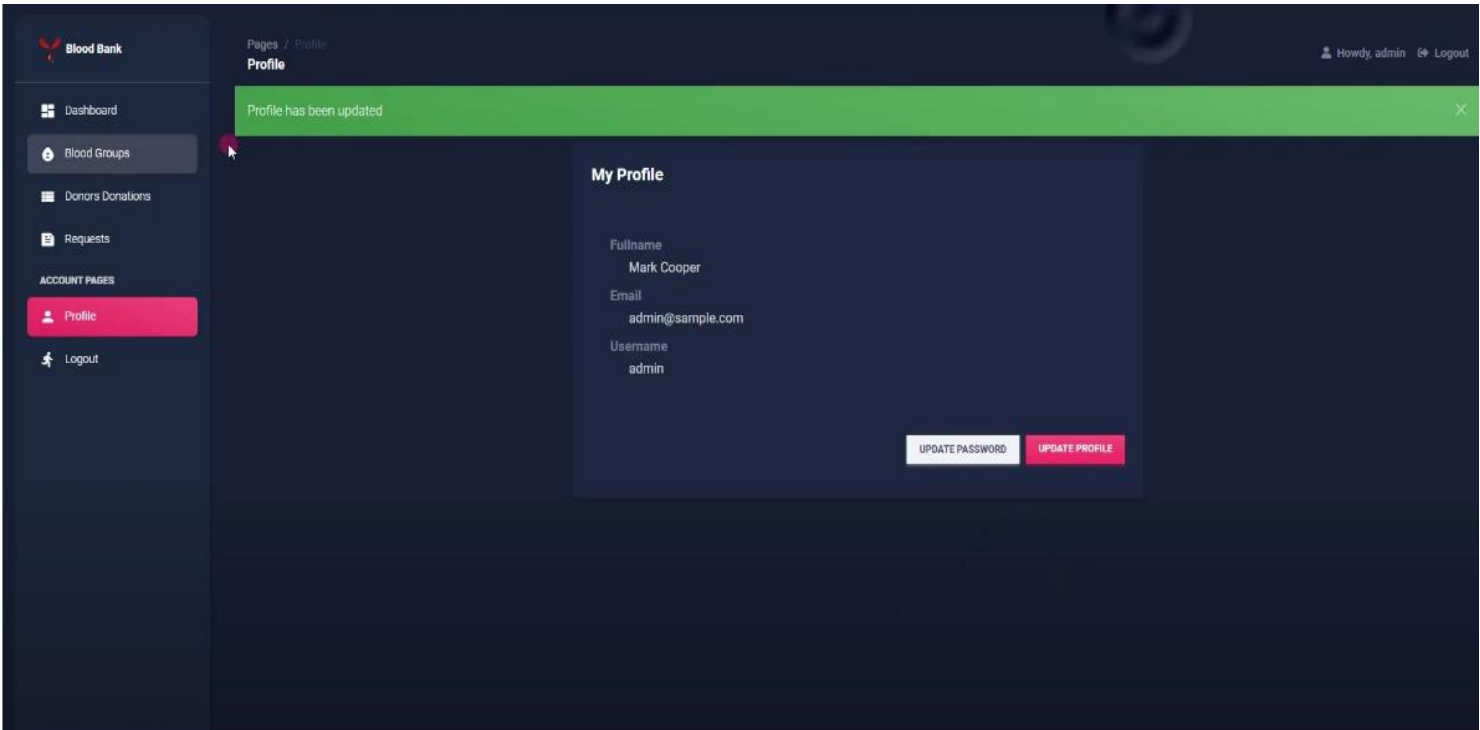 Blood Bank
Dashboard
Blood Groups
Donors Donations
Requests
ACCOUNT PAGES
Profile
Logout
Pages / Profile
Profile
Howdy, admin Logout
Profile has been updated
My Profile
Fullname
Mark Cooper
Email
admin@sample.com
Username
admin
UPDATE PASSWORD UPDATE PROFILE